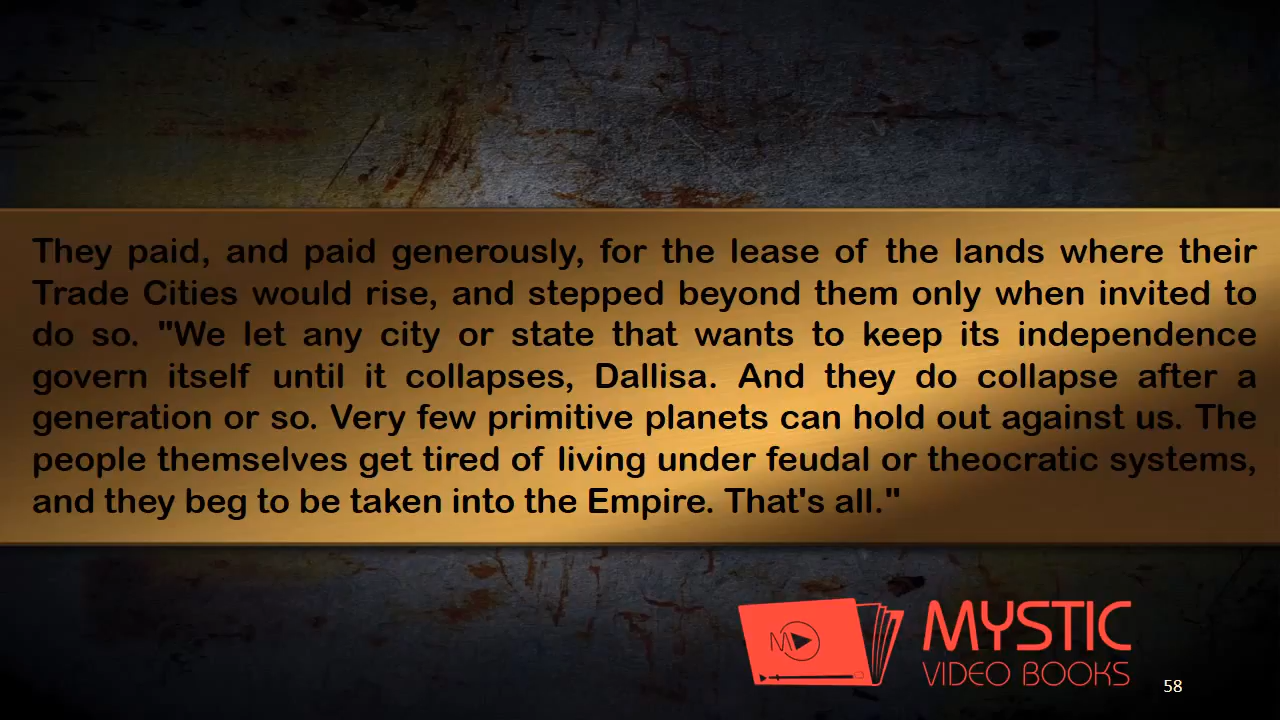 They paid, and paid generously, for the lease of the lands where their
Trade Cities would rise, and stepped beyond them only when invited to
do so. "We let any city or state that wants to keep its independence
govern itself until it collapses, Dallisa. And they do collapse after a
generation or so. Very few primitive planets can hold out against us. The
people themselves get tired of living under feudal or theocratic systems,
and they beg to be taken into the Empire. That's all."
M
MYSTIC
VIDEO BOOKS
58